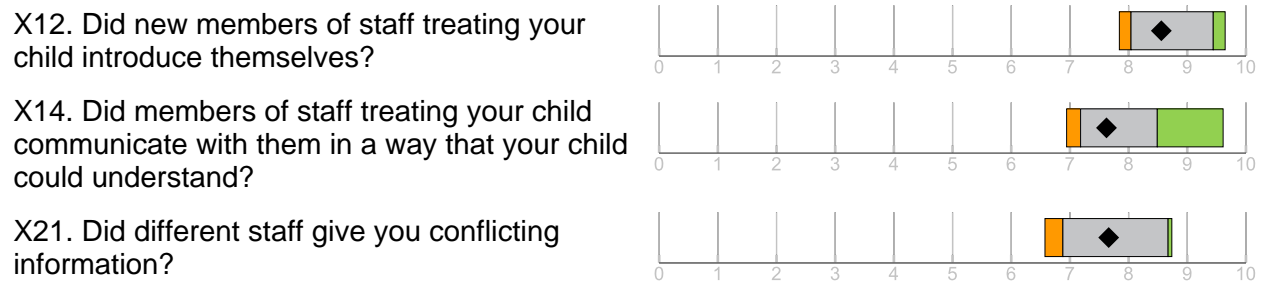 X12. Did new members of staff treating your
child introduce themselves?
0 1 2 3 4 5 6 7 8 9 10
X14. Did members of staff treating your child
communicate with them in a way that your child
could understand?
0 1 2 3 4 5 6 7 8 9 10
X21. Did different staff give you conflicting
information?
0 1 2 3 4 5 6 7 8 9 10